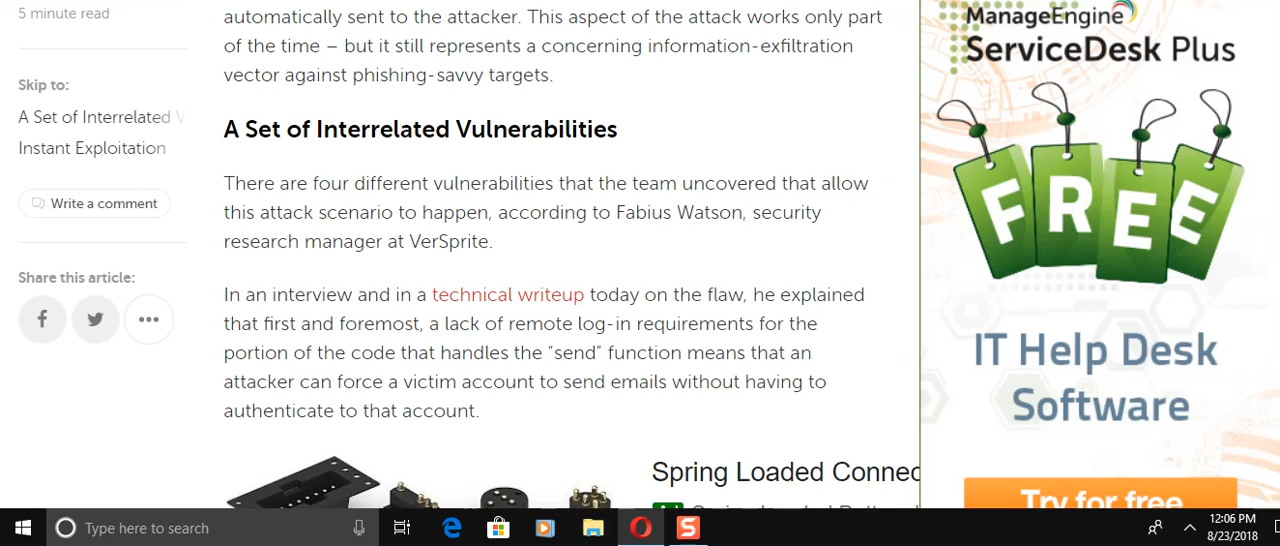 5 minute read
Skip to:
A Set of Interrelated
Instant Exploitation
Write a comment
Share this article:
automatically sent to the attacker. This aspect of the attack works only part
of the time – but it still represents a concerning information-exfiltration
vector against phishing-savvy targets.
A Set of Interrelated Vulnerabilities
There are four different vulnerabilities that the team uncovered that allow
this attack scenario to happen, according to Fabius Watson, security
research manager at VerSprite.
In an interview and in a technical writeup today on the flaw, he explained
that first and foremost, a lack of remote log-in requirements for the
portion of the code that handles the “send” function means that an
attacker can force a victim account to send emails without having to
authenticate to that account.
Spring Loaded Connec
ManageEngine
ServiceDesk Plus
FREE
IT Help Desk
Software
Try for free
Type here to search
12:06 PM
8/23/2018